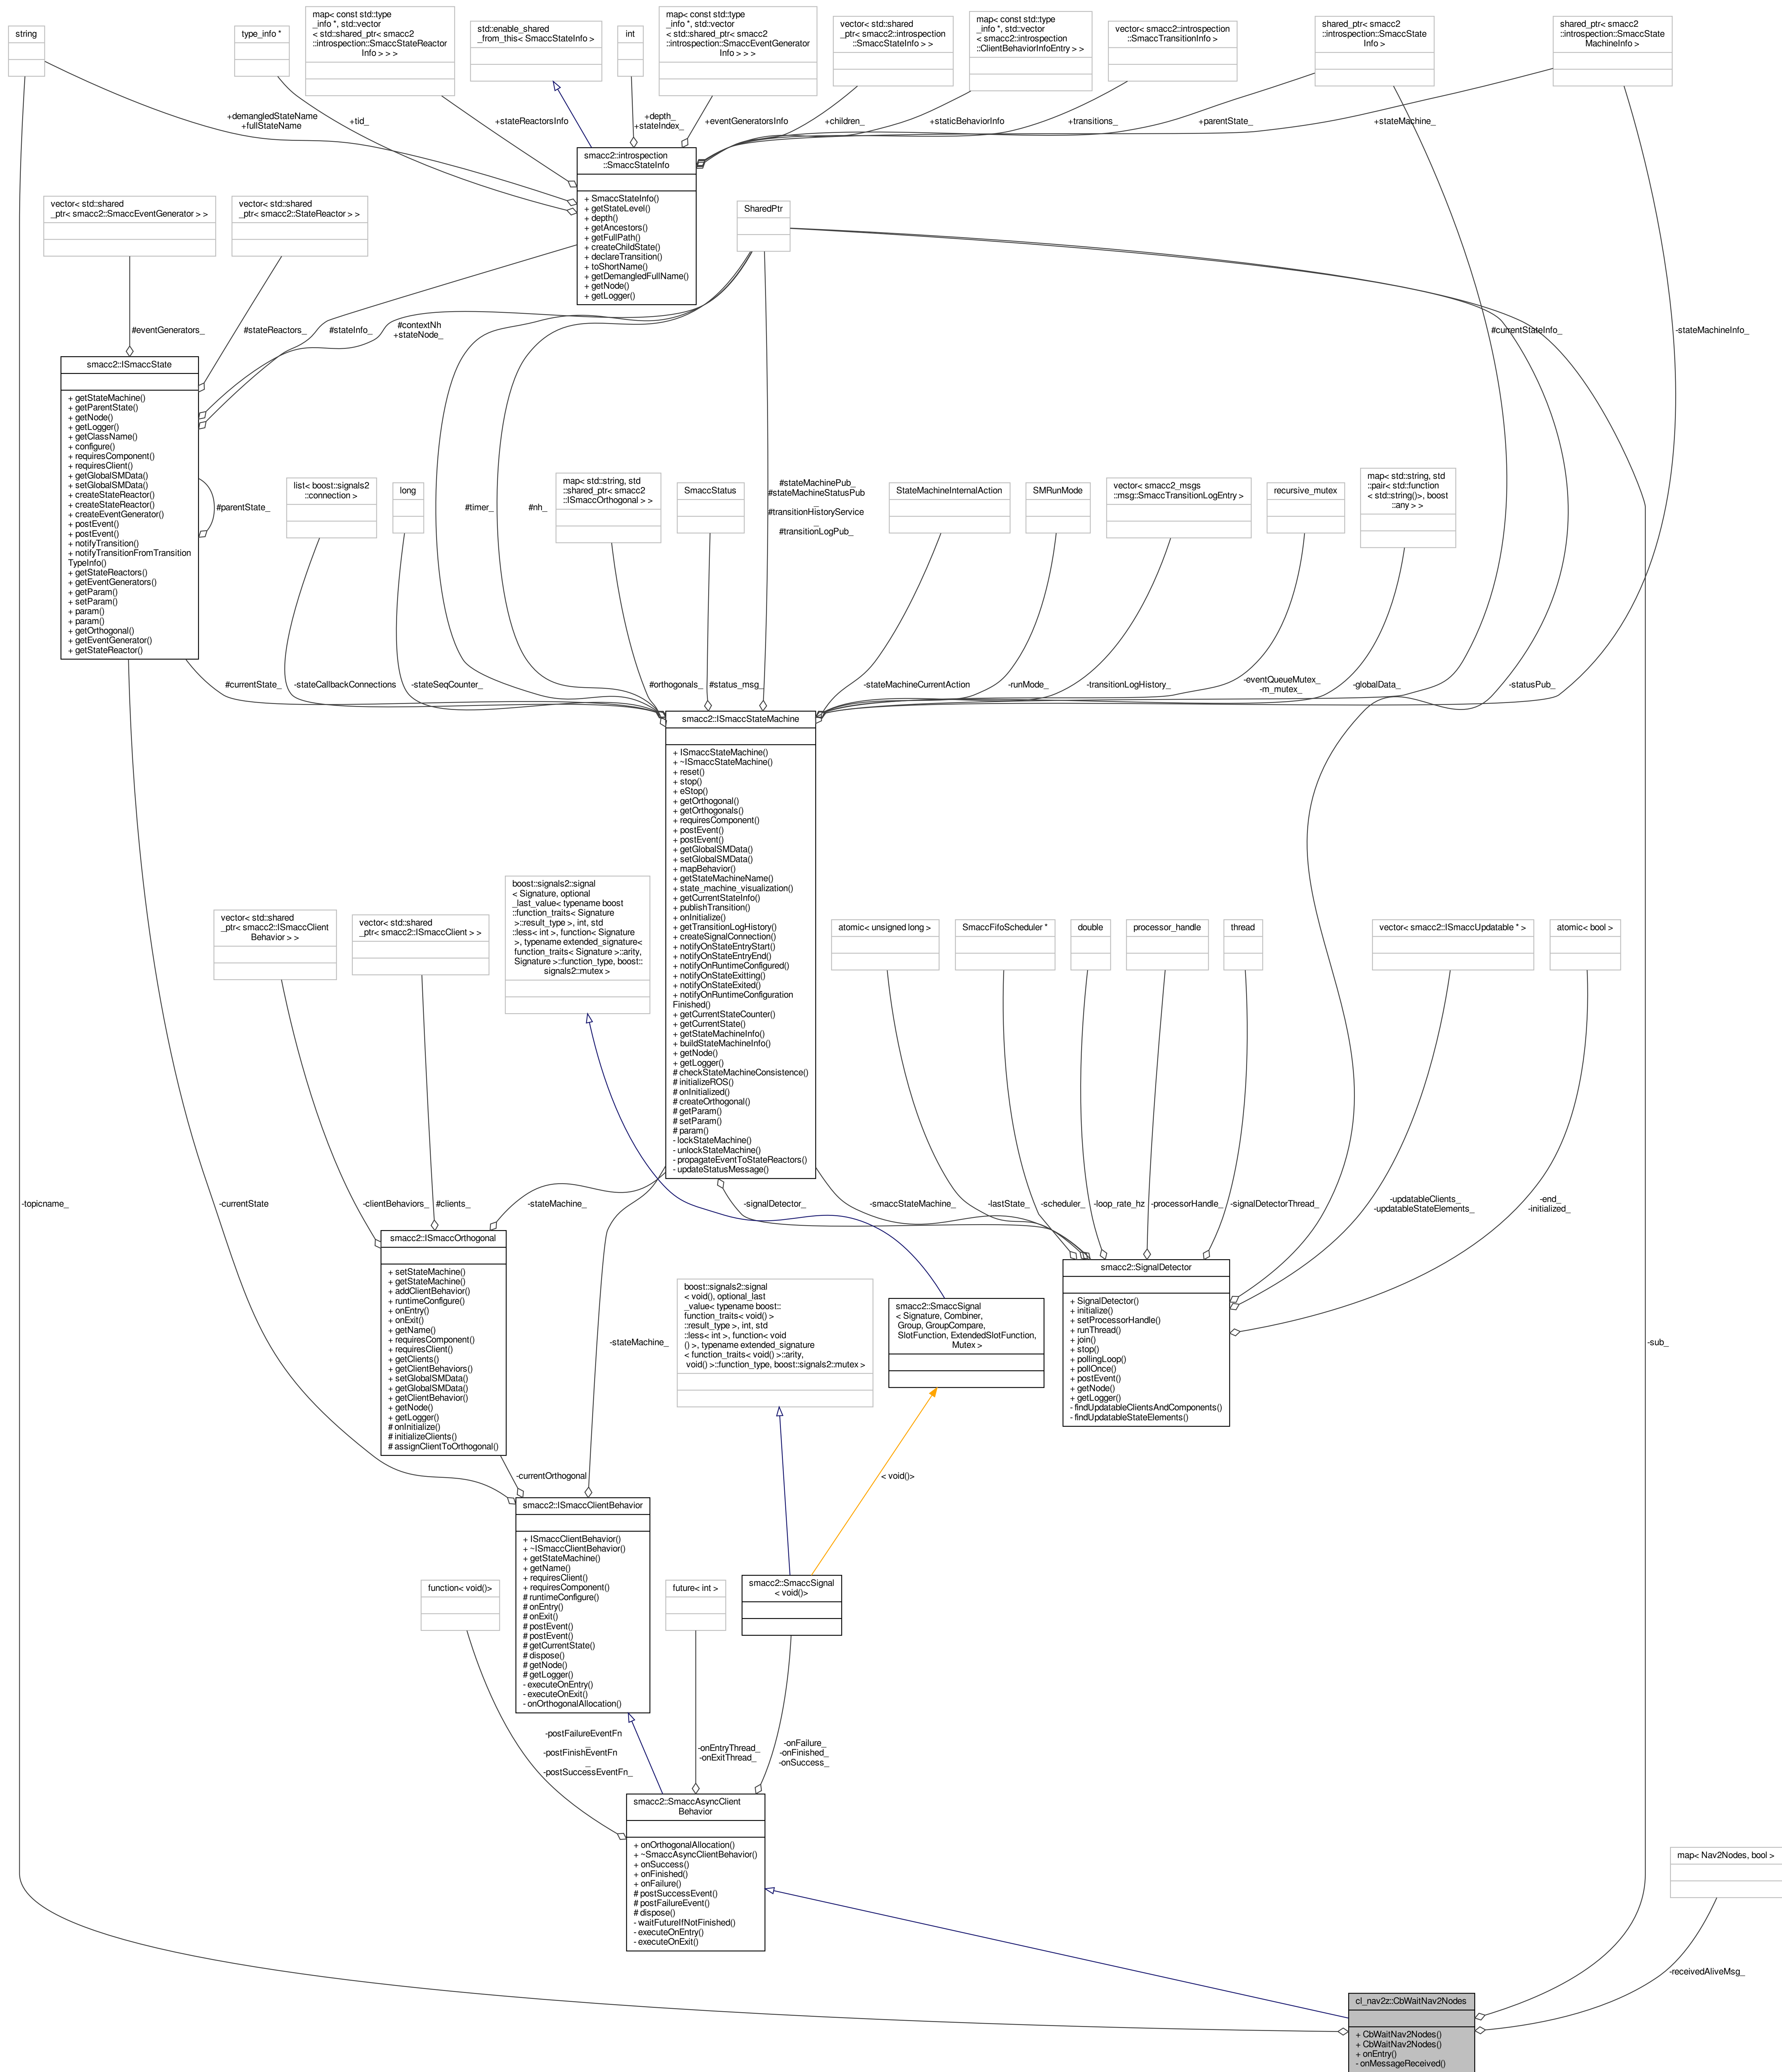 string
type_info *
map< const std::type
_info *, std::vector
< std::shared_ptr< smacc2
::introspection::SmaccStateReactor
Info > > >
std::enable_shared
_from_this< SmaccStateInfo >
int
map< const std::type
_info *, std::vector
< std::shared_ptr< smacc2
::introspection::SmaccEventGenerator
Info > > >
vector< std::shared
_ptr< smacc2::introspection
::SmaccStateInfo > >
map< const std::type
_info *, std::vector
< smacc2::introspection
::ClientBehaviorInfoEntry > >
vector< smacc2::introspection
::SmaccTransitionInfo >
shared_ptr< smacc2
::introspection::SmaccState
Info >
shared_ptr< smacc2
::introspection::SmaccState
MachineInfo >
+demangledStateName
+fullStateName
+tid_
+stateReactorsInfo
+depth_
+stateIndex_
+eventGeneratorsInfo
+children_
+staticBehaviorInfo
+transitions_
+parentState_
+stateMachine_
smacc2::introspection
::SmaccStateInfo
+ SmaccStateInfo()
+ getStateLevel()
+ depth()
+ getAncestors()
+ getFullPath()
+ createChildState()
+ declareTransition()
+ toShortName()
+ getDemangledFullName()
+ getNode()
+ getLogger()
vector< std::shared
_ptr< smacc2::SmaccEventGenerator > >
vector< std::shared
_ptr< smacc2::StateReactor > >
SharedPtr
#eventGenerators_
#stateReactors_
#stateInfo_
#contextNh
+stateNode_
#currentStateInfo_
-stateMachineInfo_
smacc2::ISmaccState
+ getStateMachine()
+ getParentState()
+ getNode()
+ getLogger()
+ getClassName()
+ configure()
+ requiresComponent()
+ requiresClient()
+ getGlobalSMData()
+ setGlobalSMData()
+ createStateReactor()
+ createStateReactor()
+ createEventGenerator()
+ postEvent()
+ postEvent()
+ notifyTransition()
+ notifyTransitionFromTransition
TypeInfo()
+ getStateReactors()
+ getEventGenerators()
+ getParam()
+ setParam()
+ param()
+ param()
+ getOrthogonal()
+ getEventGenerator()
+ getStateReactor()
#parentState_
list< boost::signals2
::connection >
long
#timer_
#nh_
map< std::string, std
::shared_ptr< smacc2
::ISmaccOrthogonal > >
SmaccStatus
#stateMachinePub_
#stateMachineStatusPub
_
#transitionHistoryService
_
#transitionLogPub_
StateMachineInternalAction
SMRunMode
vector< smacc2_msgs
::msg::SmaccTransitionLogEntry >
recursive_mutex
map< std::string, std
::pair< std::function
< std::string()>, boost
::any > >
#currentState_
-stateCallbackConnections
-stateSeqCounter_
#orthogonals_
#status_msg_
-stateMachineCurrentAction
-runMode_
-transitionLogHistory_
-eventQueueMutex_
-m_mutex_
-globalData_
-statusPub_
smacc2::ISmaccStateMachine
+ ISmaccStateMachine()
+ ~ISmaccStateMachine()
+ reset()
+ stop()
+ eStop()
+ getOrthogonal()
+ getOrthogonals()
+ requiresComponent()
+ postEvent()
+ postEvent()
+ getGlobalSMData()
+ setGlobalSMData()
+ mapBehavior()
+ getStateMachineName()
+ state_machine_visualization()
+ getCurrentStateInfo()
+ publishTransition()
+ onInitialize()
+ getTransitionLogHistory()
+ createSignalConnection()
+ notifyOnStateEntryStart()
+ notifyOnStateEntryEnd()
+ notifyOnRuntimeConfigured()
+ notifyOnStateExitting()
+ notifyOnStateExited()
+ notifyOnRuntimeConfiguration
Finished()
+ getCurrentStateCounter()
+ getCurrentState()
+ getStateMachineInfo()
+ buildStateMachineInfo()
+ getNode()
+ getLogger()
# checkStateMachineConsistence()
# initializeROS()
# onInitialized()
# createOrthogonal()
# getParam()
# setParam()
# param()
- lockStateMachine()
- unlockStateMachine()
- propagateEventToStateReactors()
- updateStatusMessage()
vector< std::shared
_ptr< smacc2::ISmaccClient
Behavior > >
vector< std::shared
_ptr< smacc2::ISmaccClient > >
boost::signals2::signal
< Signature, optional
_last_value< typename boost
::function_traits< Signature
>::result_type >, int, std
::less< int >, function< Signature
>, typename extended_signature<
function_traits< Signature >::arity,
Signature >::function_type, boost::
signals2::mutex >
atomic< unsigned long >
SmaccFifoScheduler *
double
processor_handle
thread
vector< smacc2::ISmaccUpdatable * >
atomic< bool >
-topicname_
-currentState
-clientBehaviors_
#clients_
-stateMachine_
-signalDetector_
-smaccStateMachine_
-lastState_
-scheduler_
-loop_rate_hz
-processorHandle_
-signalDetectorThread_
-updatableClients_
-updatableStateElements_
-end_
-initialized_
smacc2::ISmaccOrthogonal
+ setStateMachine()
+ getStateMachine()
+ addClientBehavior()
+ runtimeConfigure()
+ onEntry()
+ onExit()
+ getName()
+ requiresComponent()
+ requiresClient()
+ getClients()
+ getClientBehaviors()
+ setGlobalSMData()
+ getGlobalSMData()
+ getClientBehavior()
+ getNode()
+ getLogger()
# onInitialize()
# initializeClients()
# assignClientToOrthogonal()
-stateMachine_
boost::signals2::signal
< void(), optional_last
_value< typename boost::
function_traits< void() >
::result_type >, int, std
::less< int >, function< void
() >, typename extended_signature
< function_traits< void() >::arity,
void() >::function_type, boost::signals2::mutex >
smacc2::SmaccSignal
< Signature, Combiner,
Group, GroupCompare,
SlotFunction, ExtendedSlotFunction,
Mutex >
smacc2::SignalDetector
+ SignalDetector()
+ initialize()
+ setProcessorHandle()
+ runThread()
+ join()
+ stop()
+ pollingLoop()
+ pollOnce()
+ postEvent()
+ getNode()
+ getLogger()
- findUpdatableClientsAndComponents()
- findUpdatableStateElements()
-sub_
-currentOrthogonal
< void()>
smacc2::ISmaccClientBehavior
+ ISmaccClientBehavior()
+ ~ISmaccClientBehavior()
+ getStateMachine()
+ getName()
+ requiresClient()
+ requiresComponent()
# runtimeConfigure()
# onEntry()
# onExit()
# postEvent()
# postEvent()
# getCurrentState()
# dispose()
# getNode()
# getLogger()
- executeOnEntry()
- executeOnExit()
- onOrthogonalAllocation()
function< void()>
future< int >
smacc2::SmaccSignal
< void()>
-postFailureEventFn
_
-postFinishEventFn
_
-postSuccessEventFn_
-onEntryThread_
-onExitThread_
-onFailure_
-onFinished_
-onSuccess_
smacc2::SmaccAsyncClient
Behavior
+ onOrthogonalAllocation()
+ ~SmaccAsyncClientBehavior()
+ onSuccess()
+ onFinished()
+ onFailure()
# postSuccessEvent()
# postFailureEvent()
# dispose()
- waitFutureIfNotFinished()
- executeOnEntry()
- executeOnExit()
map< Nav2Nodes, bool >
-receivedAliveMsg_
cl_nav2z::CbWaitNav2Nodes
+ CbWaitNav2Nodes()
+ CbWaitNav2Nodes()
+ onEntry()
- onMessageReceived()